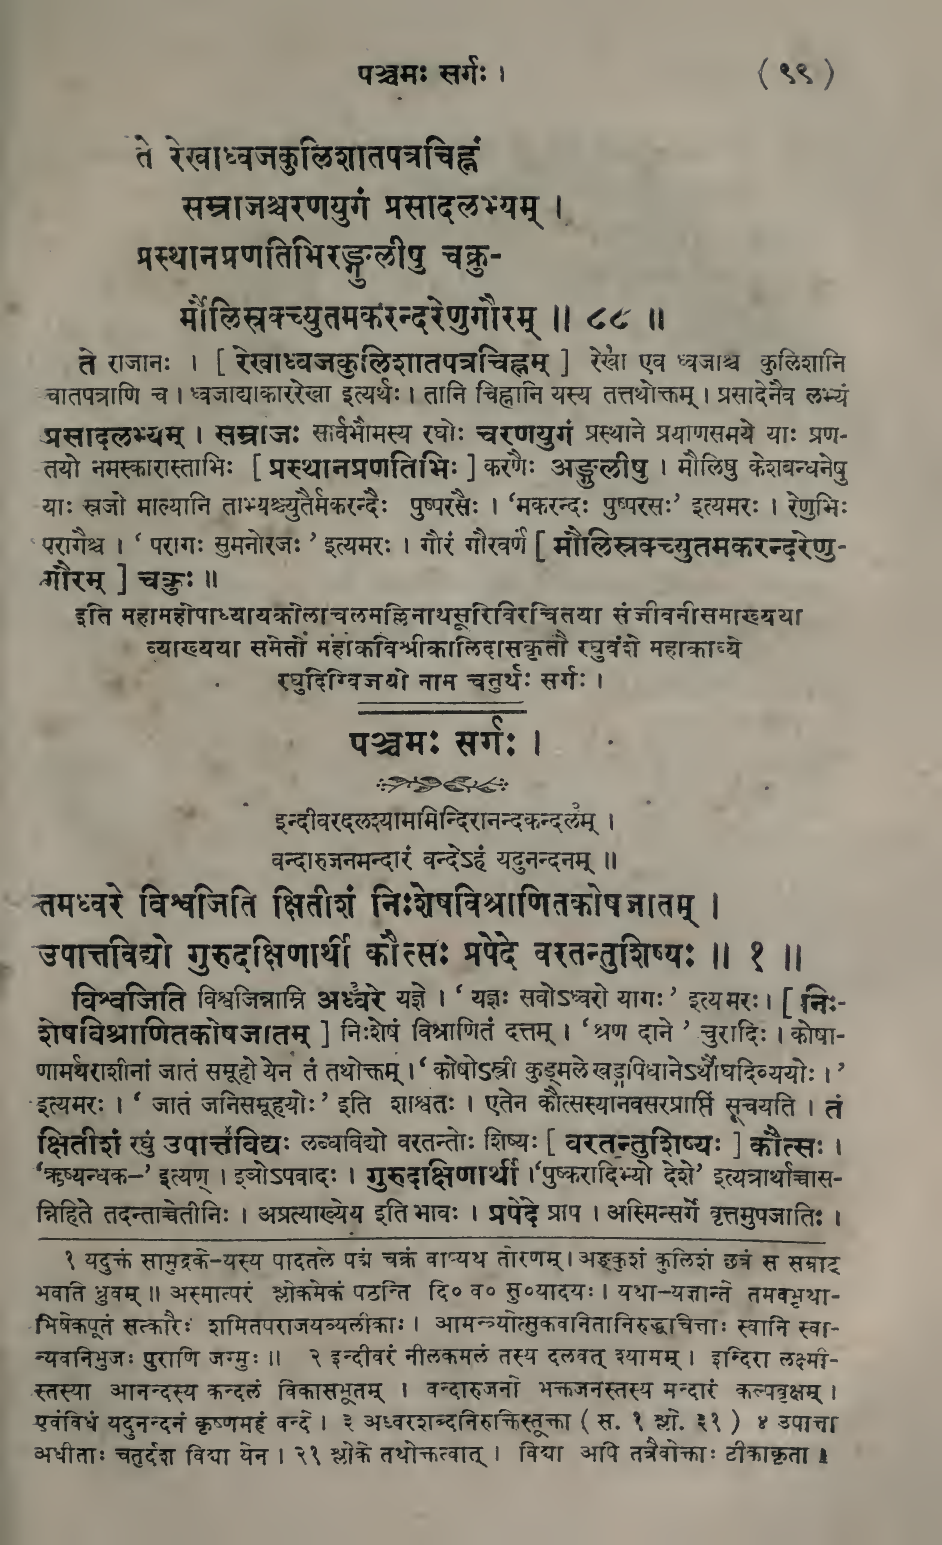 पञ्चमः सर्गः । ( ९९ )
ते रेखाध्वजकुलिशातपत्रचिह्नं
सम्राजश्चरणयुगं प्रसादलभ्यम् ।
प्रस्थानप्रणतिभिरङ्गुलीषु चक्रु-
र्मौलिस्रक्च्युतमकरन्दरेणुगौरम् ॥ ८८ ॥
ते राजानः । [ रेखाध्वजकुलिशातपत्रचिह्नम् ] रेखा एव ध्वजाश्च कुलिशानि
चातपत्राणि च । ध्वजाद्याकाररेखा इत्यर्थः । तानि चिह्नानि यस्य तत्तथोक्तम् । प्रसादेनैव लभ्यं
प्रसादलभ्यम् । सम्राजः सार्वभौमस्य रघोः चरणयुगं प्रस्थाने प्रयाणसमये याः प्रण-
तयो नमस्कारास्ताभिः [ प्रस्थानप्रणतिभिः ] करणैः अङ्गुलीषु । मौलिषु केशबन्धनेषु
याः स्रजो माल्यानि ताभ्यश्च्युतैर्मकरन्दैः पुष्परसैः । ‘मकरन्दः पुष्परसः’ इत्यमरः । रेणुभिः
परागैश्च । ‘ परागः सुमनोरजः ’ इत्यमरः । गौरं गौरवर्णं [ मौलिस्रक्च्युतमकरन्दरेणु-
गौरम् ] चक्रुः ॥
इति महामहोपाध्यायकोलाचलमल्लिनाथसूरिविरचितया संजीवनीसमाख्यया
व्याख्यया समेतो महाकविश्रीकालिदासकृतौ रघुवंशे महाकाव्ये
रघुदिग्विजयो नाम चतुर्थः सर्गः ।
पञ्चमः सर्गः ।
इन्दीवरदलश्यामामिन्दिरानन्दकन्दलम् ।
वन्दारुजनमन्दारं वन्देऽहं यदुनन्दनम् ॥
तमध्वरे विश्वजिति क्षितीशं निःशेषविश्राणितकोषजातम् ।
उपात्तविद्यो गुरुदक्षिणार्थी कौत्सः प्रपेदे वरतन्तुशिष्यः ॥ १ ॥
विश्वजिति विश्वजिन्नाम्नि अध्वरे यज्ञे । ‘ यज्ञः सवोऽध्वरो यागः ’ इत्यमरः । [ निः-
शेषविश्राणितकोषजातम् ] निःशेषं विश्राणितं दत्तम् । ‘ श्रण दाने ’ चुरादिः । कोषा-
णामर्थराशीनां जातं समूहो येन तं तथोक्तम् । ‘ कोषोऽस्त्री कुड्मले खड्गपिधानेऽर्थौघदिव्ययोः । ’
इत्यमरः । ‘ जातं जनिसमूहयोः ’ इति शाश्वतः । एतेन कौत्सस्यानवसरप्राप्तिं सूचयति । तं
क्षितीशं रघुं उपात्तविद्यः लब्धविद्यो वरतन्तोः शिष्यः [ वरतन्तुशिष्यः ] कौत्सः ।
‘ऋष्यन्धक–’ इत्यण् । इञोऽपवादः । गुरुदक्षिणार्थी । ‘पुष्करादिभ्यो देशे’ इत्यत्रार्थाच्चास-
न्निहिते तदन्ताच्चेतीनिः । अप्रत्याख्येय इति भावः । प्रपेदे प्राप । अस्मिन्सर्गे वृत्तमुपजातिः ।
१ यदुक्तं सामुद्रके–यस्य पादतले पद्मं चक्रं वाप्यथ तोरणम् । अङ्कुशं कुलिशं छत्रं स सम्राट्
भवति ध्रुवम् ॥ अस्मात्परं श्लोकमेकं पठन्ति दि० व० सु०यादयः । यथा–यज्ञान्ते तमवभृथा-
भिषेकपूतं सत्कारैः शमितपराजयव्यलीकाः । आमन्त्र्योत्सुकवनितानिरुद्धचित्ताः स्वानि स्वा-
न्यवनिभुजः पुराणि जग्मुः ॥ २ इन्दीवरं नीलकमलं तस्य दलवत् श्यामम् । इन्दिरा लक्ष्मी-
स्तस्या आनन्दस्य कन्दलं विकासभूतम् । वन्दारुजनो भक्तजनस्तस्य मन्दारं कल्पवृक्षम् ।
एवंविधं यदुनन्दनं कृष्णमहं वन्दे । ३ अध्वरशब्दनिरुक्तिस्तूक्ता ( स. १ श्लो. ३१ ) ४ उपात्ता
अधीताः चतुर्दश विद्या येन । २१ श्लोके तथोक्तत्वात् । विद्या अपि तत्रैवोक्ताः टीकाकृता ।